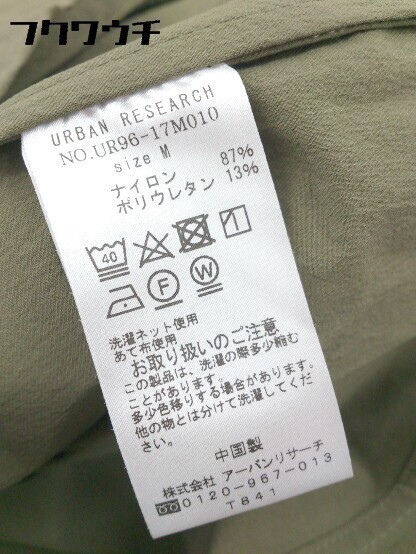 フクワウチ
URBAN RESEARCH
NO.UR96-17M010
size M
ナイロン 87%
ポリウレタン 13%
40
F W
洗濯ネット使用
あて布使用
お取り扱いのご注意
この製品は、洗濯の際多少縮む
ことがあります。
多少色移りする場合があります。
他の物とは分けて洗濯してくだ
さい。
中国製
株式会社 アーバンリサーチ
0120-967-013
T841